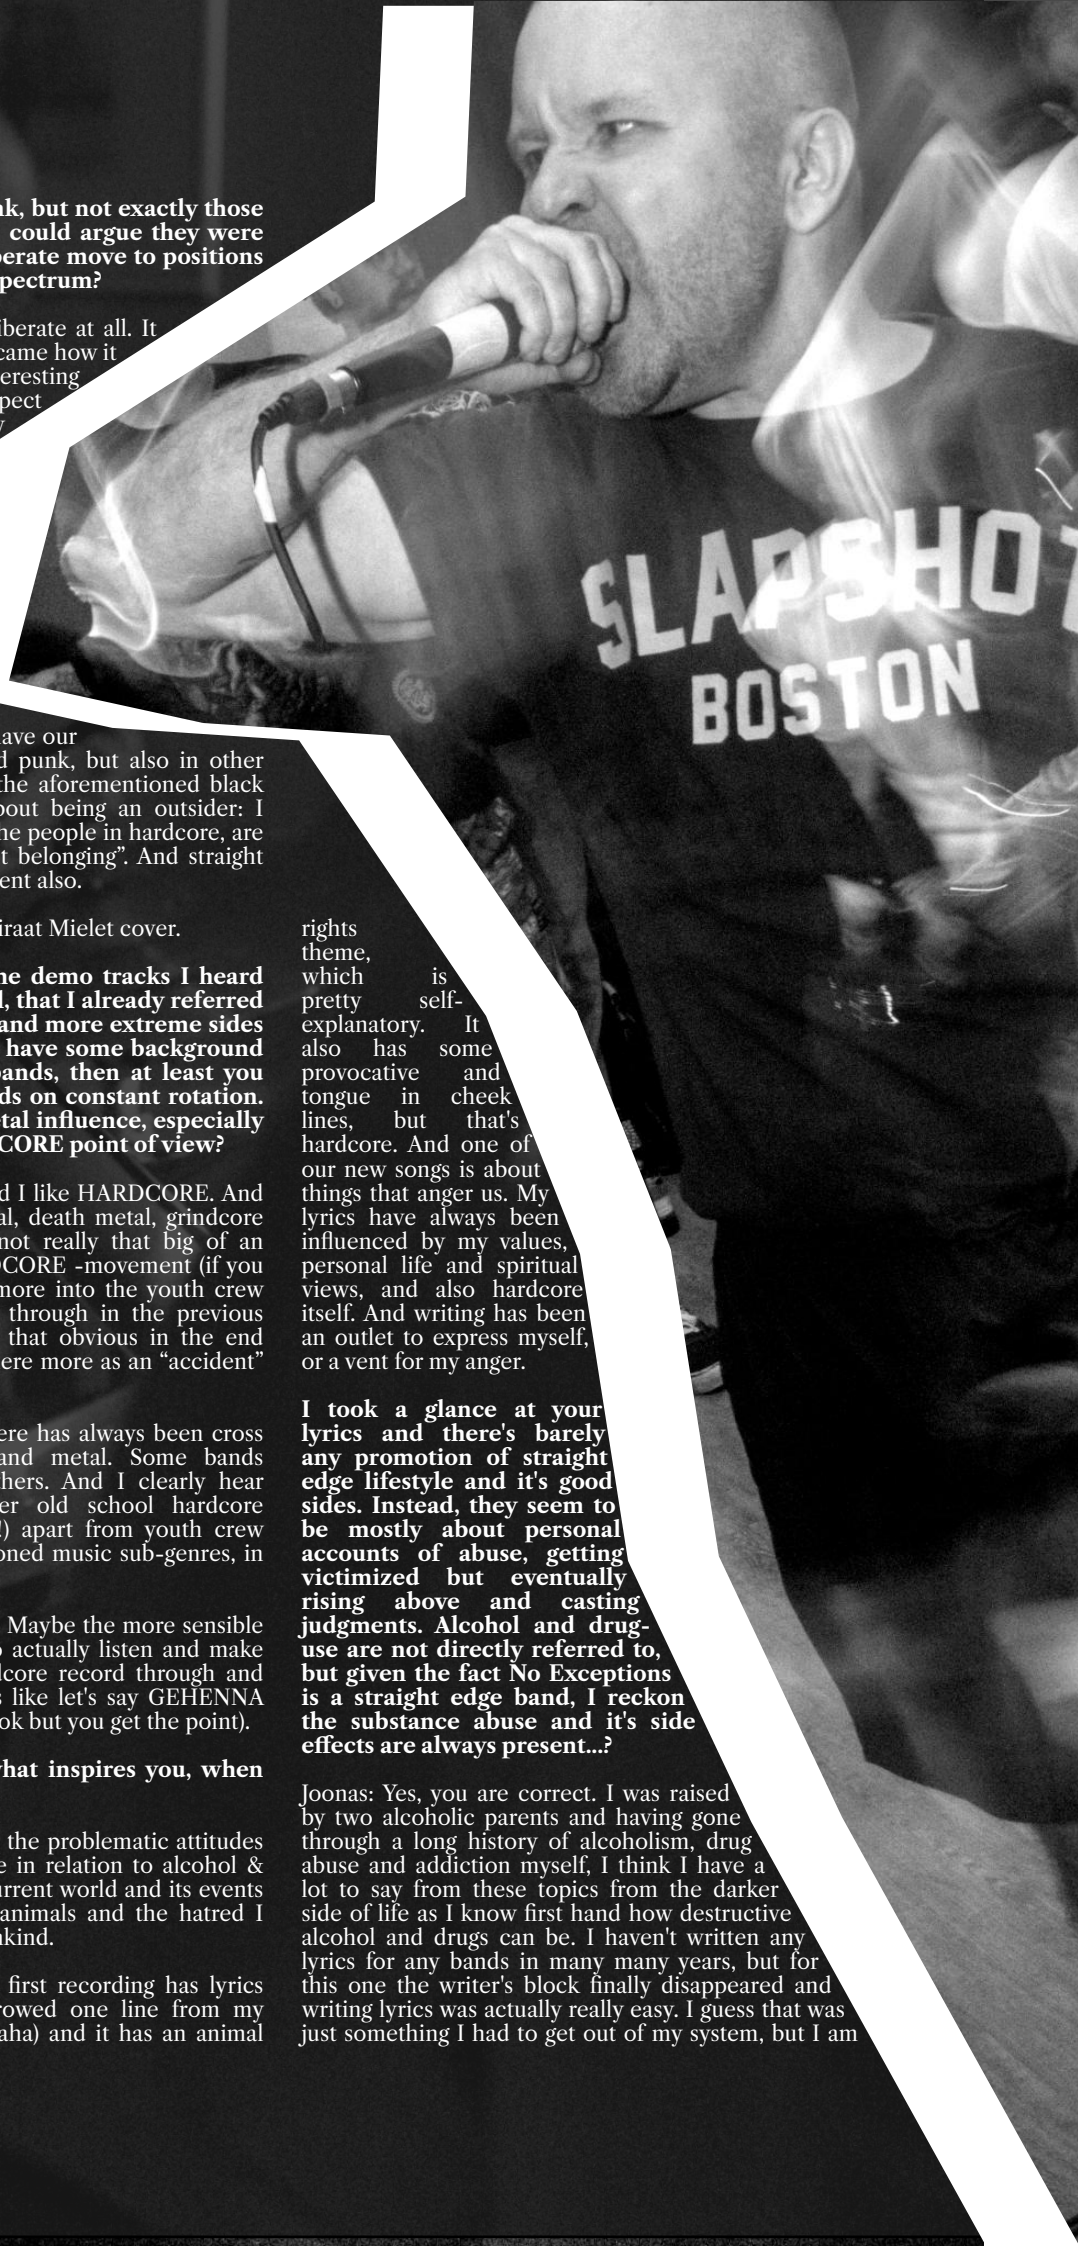 nk, but not exactly those
could argue they were
perate move to positions
pectrum?
iberate at all. It
came how it
eresting
pect
SLAPSHOT
BOSTON
ave our
d punk, but also in other
the aforementioned black
bout being an outsider: I
he people in hardcore, are
t belonging”. And straight
ent also.
iraat Mielet cover.
he demo tracks I heard
l, that I already referred
and more extreme sides
have some background
bands, then at least you
ds on constant rotation.
etal influence, especially
CORE point of view?
d I like HARDCORE. And
al, death metal, grindcore
not really that big of an
DCORE -movement (if you
more into the youth crew
through in the previous
that obvious in the end
ere more as an “accident”
ere has always been cross
and metal. Some bands
thers. And I clearly hear
er old school hardcore
!) apart from youth crew
oned music sub-genres, in
Maybe the more sensible
o actually listen and make
dcore record through and
s like let's say GEHENNA
ok but you get the point).
what inspires you, when
the problematic attitudes
e in relation to alcohol &
urrent world and its events
animals and the hatred I
nkind.
first recording has lyrics
rowed one line from my
aha) and it has an animal
rights
theme,
which is
pretty self-
explanatory. It
also has some
provocative and
tongue in cheek
lines, but that's
hardcore. And one of
our new songs is about
things that anger us. My
lyrics have always been
influenced by my values,
personal life and spiritual
views, and also hardcore
itself. And writing has been
an outlet to express myself,
or a vent for my anger.
I took a glance at your
lyrics and there's barely
any promotion of straight
edge lifestyle and it's good
sides. Instead, they seem to
be mostly about personal
accounts of abuse, getting
victimized but eventually
rising above and casting
judgments. Alcohol and drug-
use are not directly referred to,
but given the fact No Exceptions
is a straight edge band, I reckon
the substance abuse and it's side
effects are always present...?
Joonas: Yes, you are correct. I was raised
by two alcoholic parents and having gone
through a long history of alcoholism, drug
abuse and addiction myself, I think I have a
lot to say from these topics from the darker
side of life as I know first hand how destructive
alcohol and drugs can be. I haven't written any
lyrics for any bands in many many years, but for
this one the writer's block finally disappeared and
writing lyrics was actually really easy. I guess that was
just something I had to get out of my system, but I am